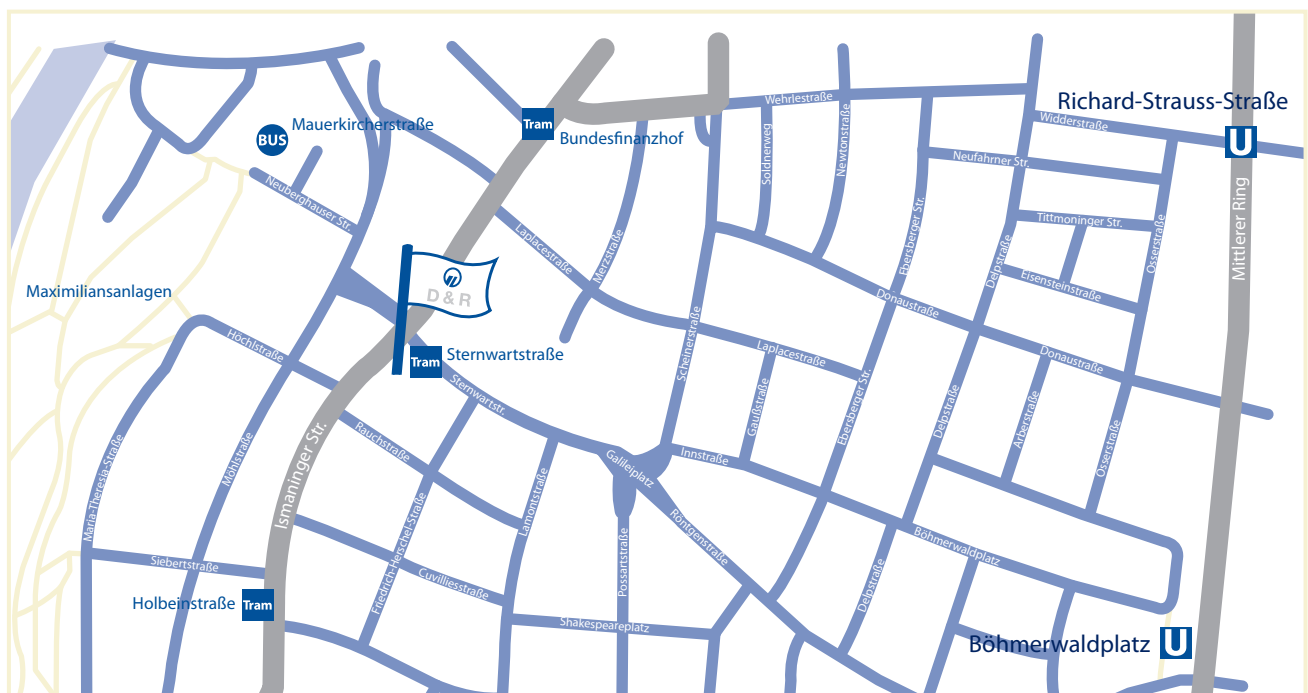 Wehrlestraße
Richard-Strauss-Straße
Widderstraße
Tram
Mauerkircherstraße
BUS
Bundesfinanzhof
U
Soldnerweg
Newtonstraße
Neufahrner Str.
Neuberghauser Str.
Mittlerer Ring
Tittmoninger Str.
Ebersberger Str.
Osserstraße
Laplacestraße
Merzstraße
Delpstraße
Eisensteinstraße
D & R
Maximiliansanlagen
Donaustraße
Höchlstraße
Tram
Sternwartstraße
Scheinerstraße
Laplacestraße
Donaustraße
Sternwartstr.
Gaußstraße
Ebersberger Str.
Delpstraße
Arberstraße
Rauchstraße
Möhlstraße
Maria-Theresia-Straße
Ismaninger Str.
Galileiplatz
Innstraße
Osserstraße
Lamontstraße
Röntgenstraße
Friedrich-Herschel-Straße
Böhmerwaldplatz
Siebertstraße
Cuvilliesstraße
Possartstraße
Delpstraße
Holbeinstraße
Tram
Shakespeareplatz
Böhmerwaldplatz
U